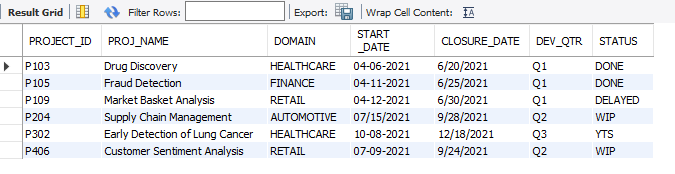 Result Grid Filter Rows: Export: Wrap Cell Content:
PROJECT_ID PROJ_NAME DOMAIN START _DATE CLOSURE_DATE DEV_QTR STATUS
P103 Drug Discovery HEALTHCARE 04-06-2021 6/20/2021 Q1 DONE
P105 Fraud Detection FINANCE 04-11-2021 6/25/2021 Q1 DONE
P109 Market Basket Analysis RETAIL 04-12-2021 6/30/2021 Q1 DELAYED
P204 Supply Chain Management AUTOMOTIVE 07/15/2021 9/28/2021 Q2 WIP
P302 Early Detection of Lung Cancer HEALTHCARE 10-08-2021 12/18/2021 Q3 YTS
P406 Customer Sentiment Analysis RETAIL 07-09-2021 9/24/2021 Q2 WIP